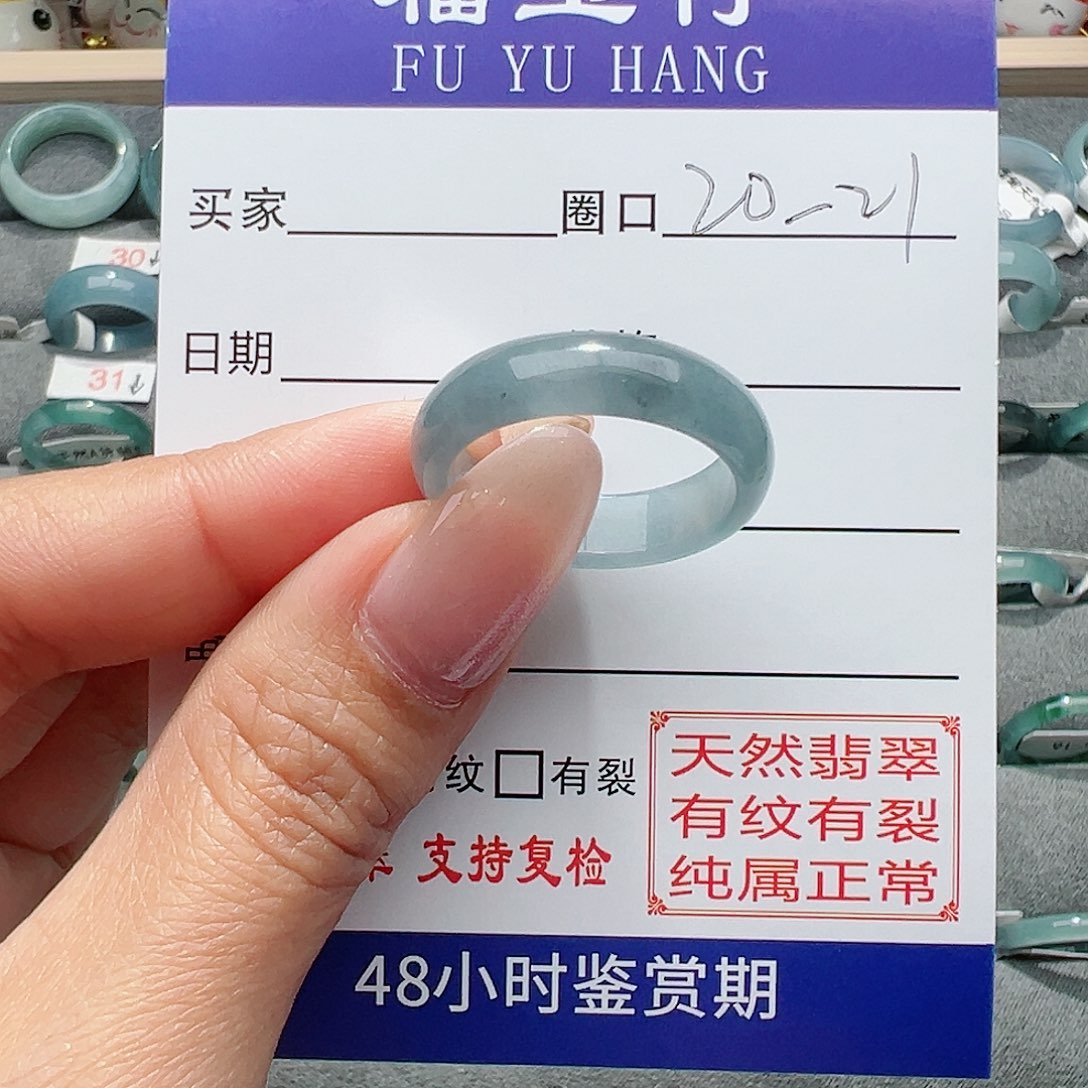 FU YU HANG
买家 圈口 20-21
日期
纹 有裂
支持复检
天然翡翠
有纹有裂
纯属正常
48小时鉴赏期
30↓
31↓